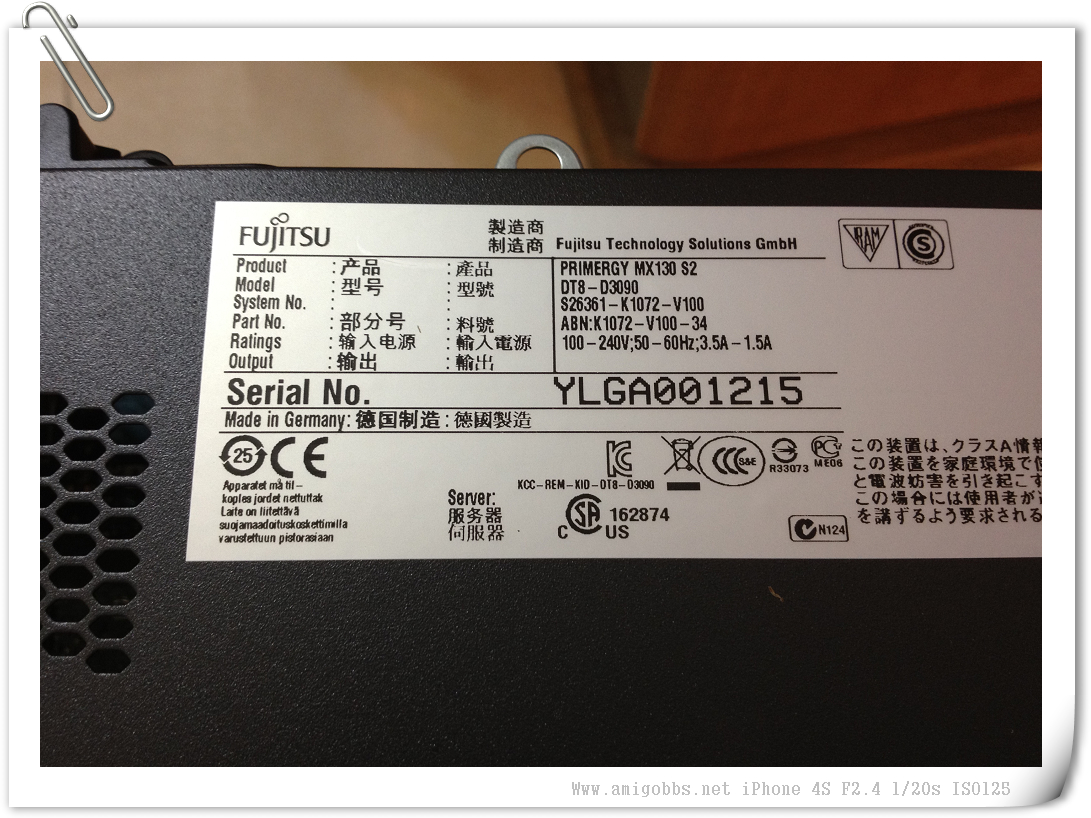 FUJITSU
製造商
制造商 Fujitsu Technology Solutions GmbH
Product : 产品 : 產品 PRIMERGY MX130 S2
Model : 型号 : 型號 DT8-D3090
System No. : : S26361-K1072-V100
Part No. : 部分号 : 料號 ABN:K1072-V100-34
Ratings : 输入电源 : 輸入電源 100-240V;50-60Hz;3.5A-1.5A
Output : 输出 : 輸出
Serial No. YLGA001215
Made in Germany: 德国制造 : 德國製造
IRAM S
25 CE
Apparatet må til-
koples jordet nettuttak
Laite on liitettävä
suojamaadoituskoskettimilla
varustettuun pistorasiaan
KCC-REM-KID-DT8-D3090
CCC S&E
R33073
ME06
Server:
服务器
伺服器
C SA US 162874
N124
この装置は、クラスA情報
この装置を家庭環境で使
と電波妨害を引き起こす
この場合には使用者が
を講ずるよう要求される
Www.amigobbs.net iPhone 4S F2.4 1/20s ISO125